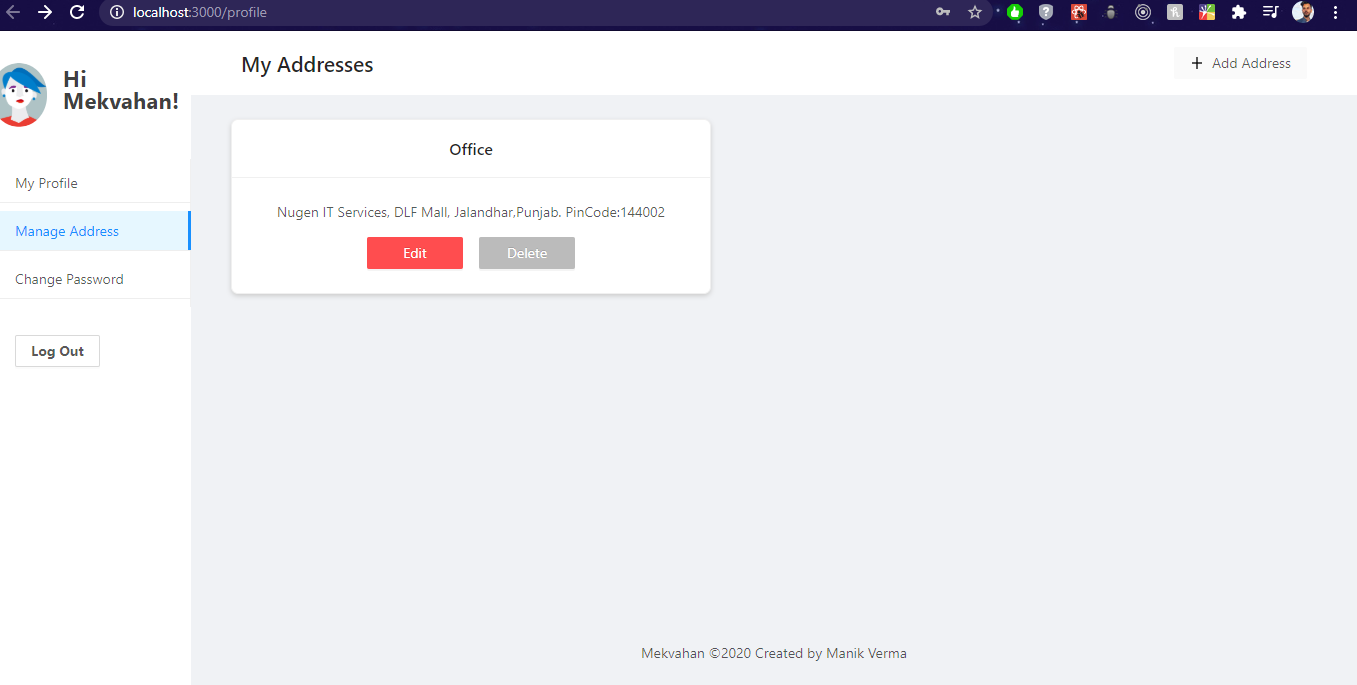 localhost:3000/profile
Hi
Mekvahan!
My Profile
Manage Address
Change Password
Log Out
My Addresses
+ Add Address
Office
Nugen IT Services, DLF Mall, Jalandhar,Punjab. PinCode:144002
Edit
Delete
Mekvahan ©2020 Created by Manik Verma